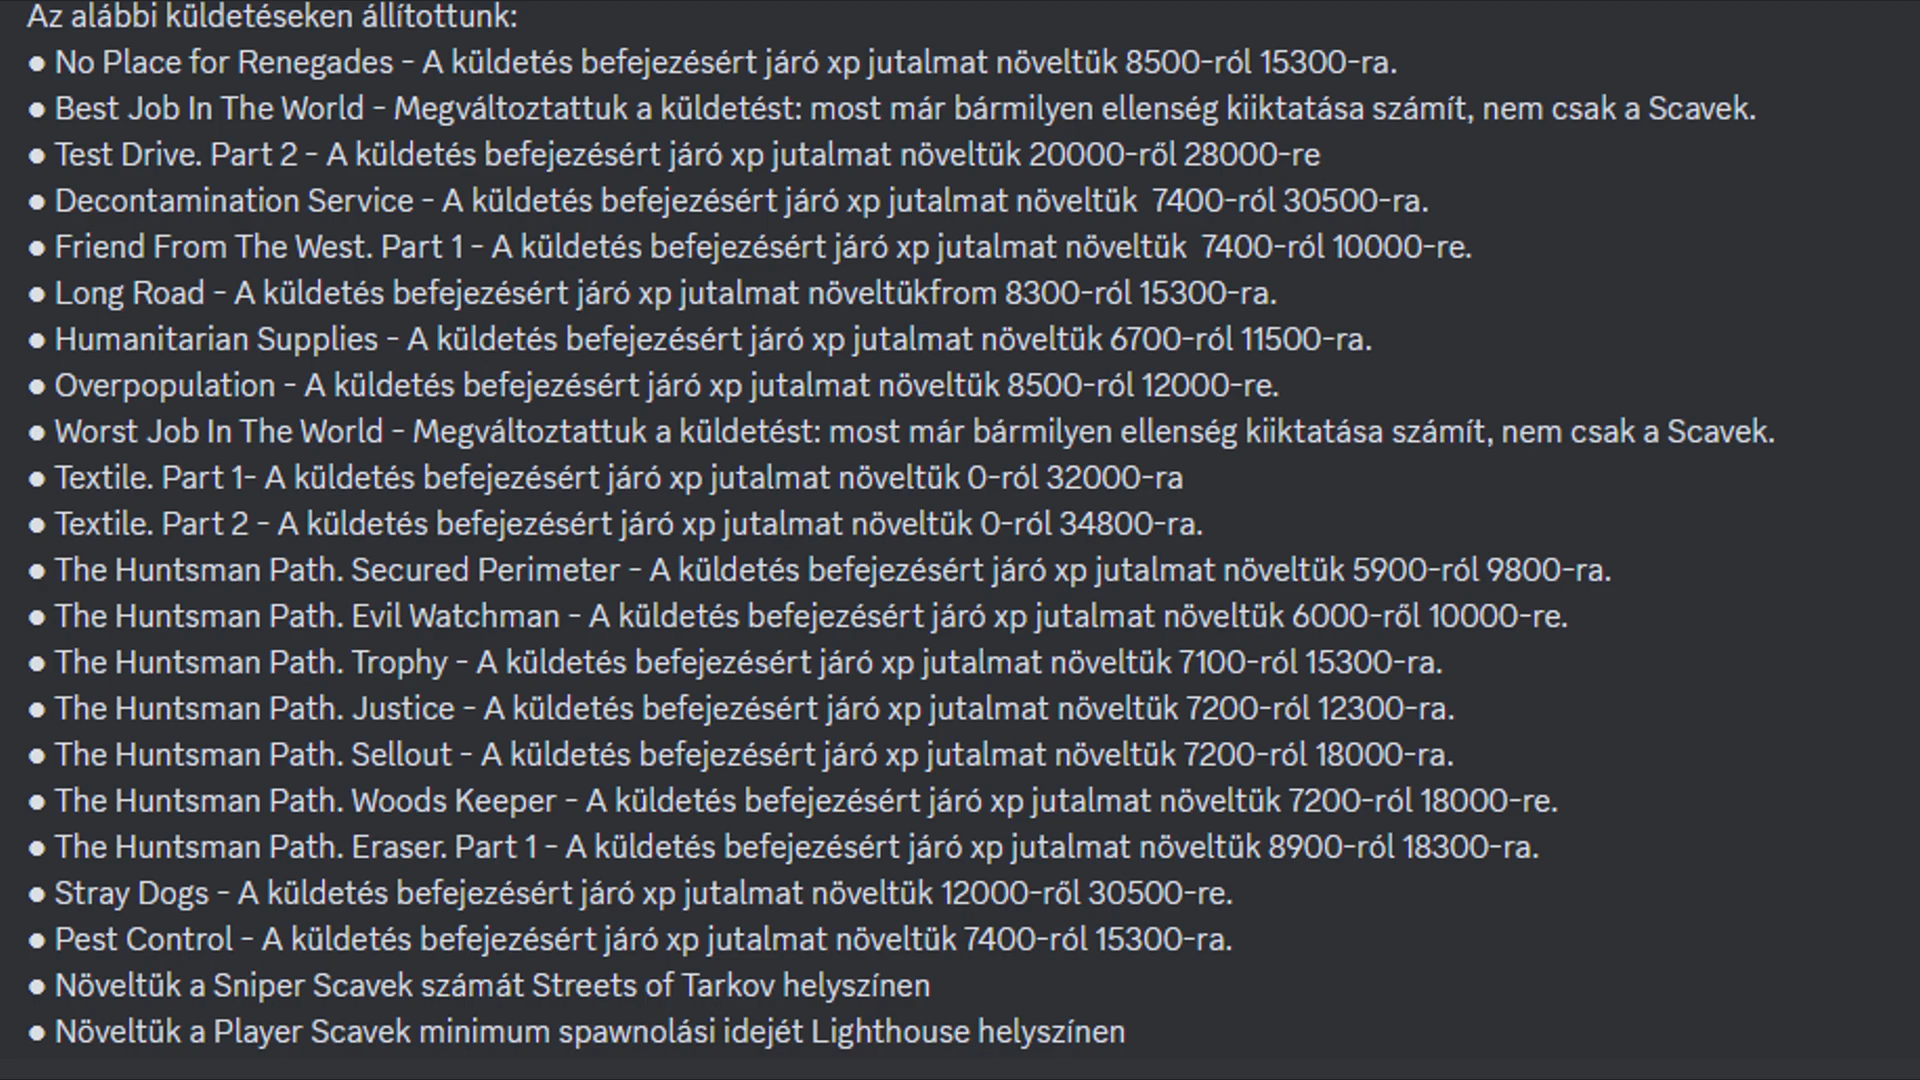 Az alábbi küldetéseken állítottunk:
● No Place for Renegades - A küldetés befejezésért járó xp jutalmat növeltük 8500-ról 15300-ra.
● Best Job In The World - Megváltoztattuk a küldetést: most már bármilyen ellenség kiiktatása számít, nem csak a Scavek.
● Test Drive. Part 2 - A küldetés befejezésért járó xp jutalmat növeltük 20000-ről 28000-re
● Decontamination Service - A küldetés befejezésért járó xp jutalmat növeltük  7400-ról 30500-ra.
● Friend From The West. Part 1 - A küldetés befejezésért járó xp jutalmat növeltük  7400-ról 10000-re.
● Long Road - A küldetés befejezésért járó xp jutalmat növeltükfrom 8300-ról 15300-ra.
● Humanitarian Supplies - A küldetés befejezésért járó xp jutalmat növeltük 6700-ról 11500-ra.
● Overpopulation - A küldetés befejezésért járó xp jutalmat növeltük 8500-ról 12000-re.
● Worst Job In The World - Megváltoztattuk a küldetést: most már bármilyen ellenség kiiktatása számít, nem csak a Scavek.
● Textile. Part 1- A küldetés befejezésért járó xp jutalmat növeltük 0-ról 32000-ra
● Textile. Part 2 - A küldetés befejezésért járó xp jutalmat növeltük 0-ról 34800-ra.
● The Huntsman Path. Secured Perimeter - A küldetés befejezésért járó xp jutalmat növeltük 5900-ról 9800-ra.
● The Huntsman Path. Evil Watchman - A küldetés befejezésért járó xp jutalmat növeltük 6000-ről 10000-re.
● The Huntsman Path. Trophy - A küldetés befejezésért járó xp jutalmat növeltük 7100-ról 15300-ra.
● The Huntsman Path. Justice - A küldetés befejezésért járó xp jutalmat növeltük 7200-ról 12300-ra.
● The Huntsman Path. Sellout - A küldetés befejezésért járó xp jutalmat növeltük 7200-ról 18000-ra.
● The Huntsman Path. Woods Keeper - A küldetés befejezésért járó xp jutalmat növeltük 7200-ról 18000-re.
● The Huntsman Path. Eraser. Part 1 - A küldetés befejezésért járó xp jutalmat növeltük 8900-ról 18300-ra.
● Stray Dogs - A küldetés befejezésért járó xp jutalmat növeltük 12000-ről 30500-re.
● Pest Control - A küldetés befejezésért járó xp jutalmat növeltük 7400-ról 15300-ra.
● Növeltük a Sniper Scavek számát Streets of Tarkov helyszínen
● Növeltük a Player Scavek minimum spawnolási idejét Lighthouse helyszínen